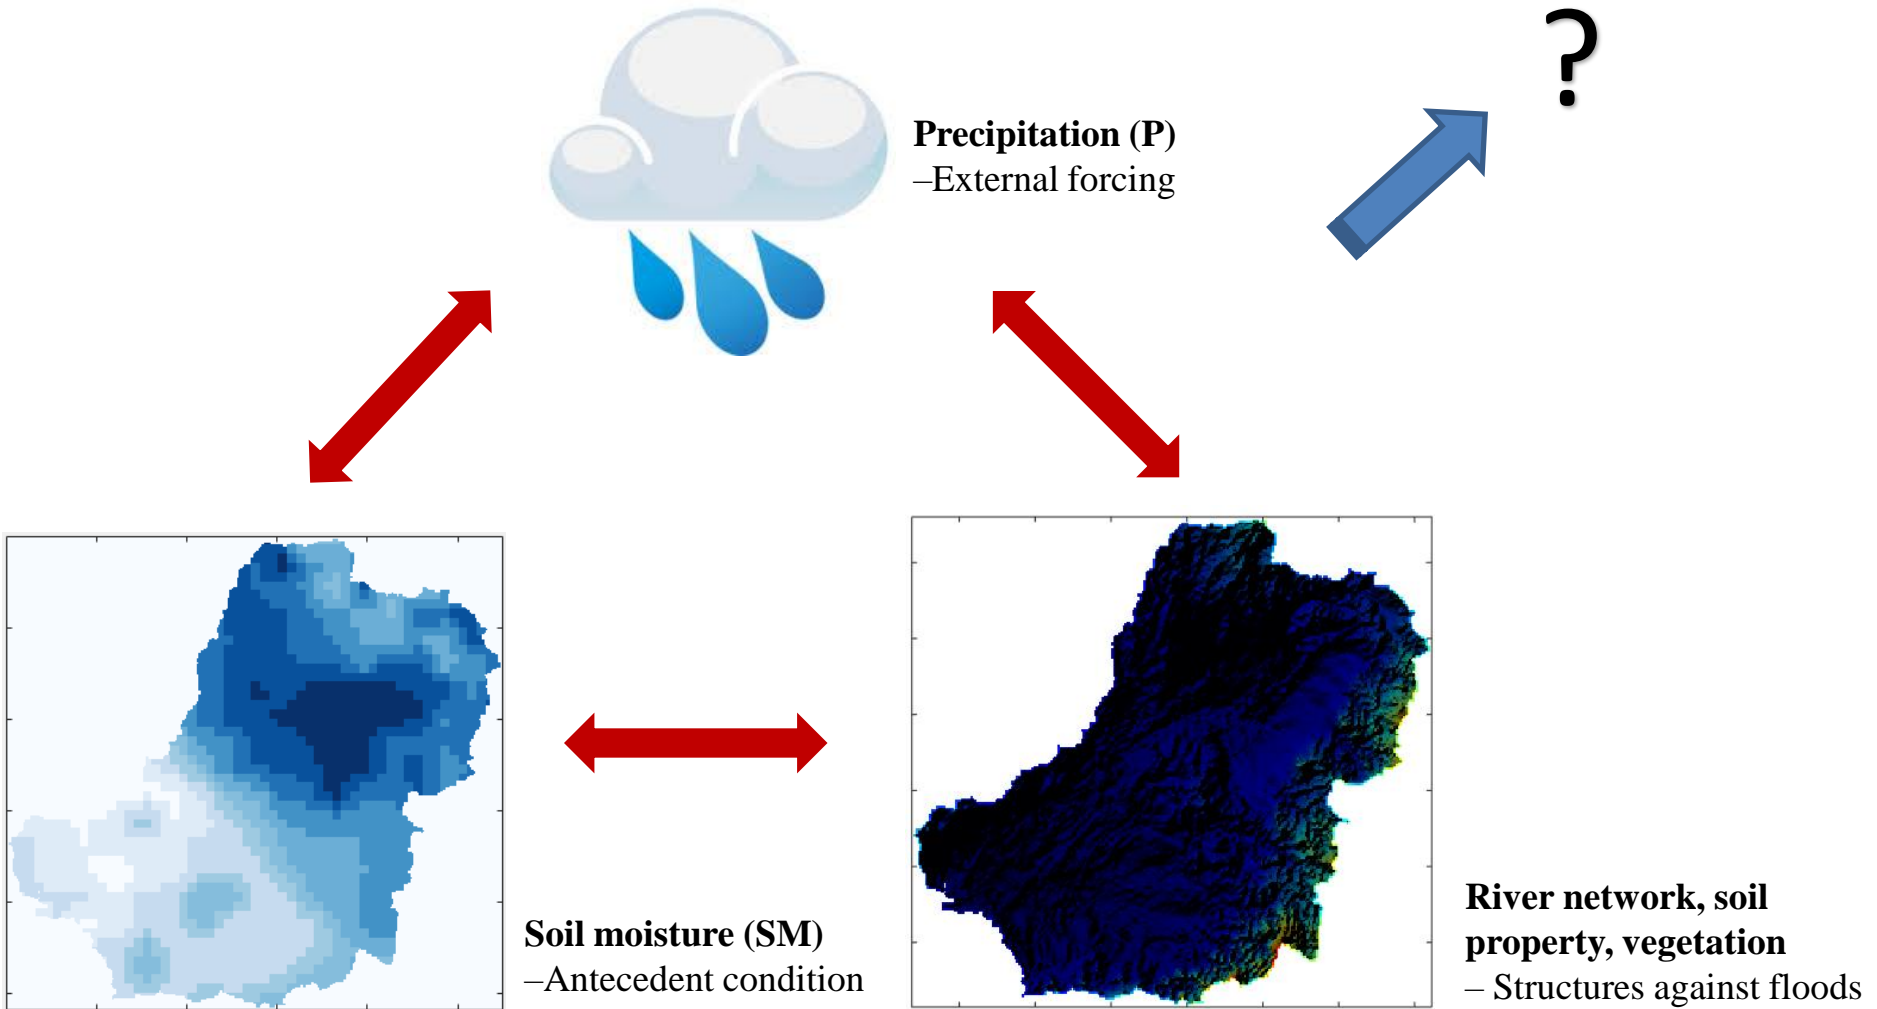 ?
Precipitation (P)
–External forcing
Soil moisture (SM)
–Antecedent condition
River network, soil
property, vegetation
– Structures against floods